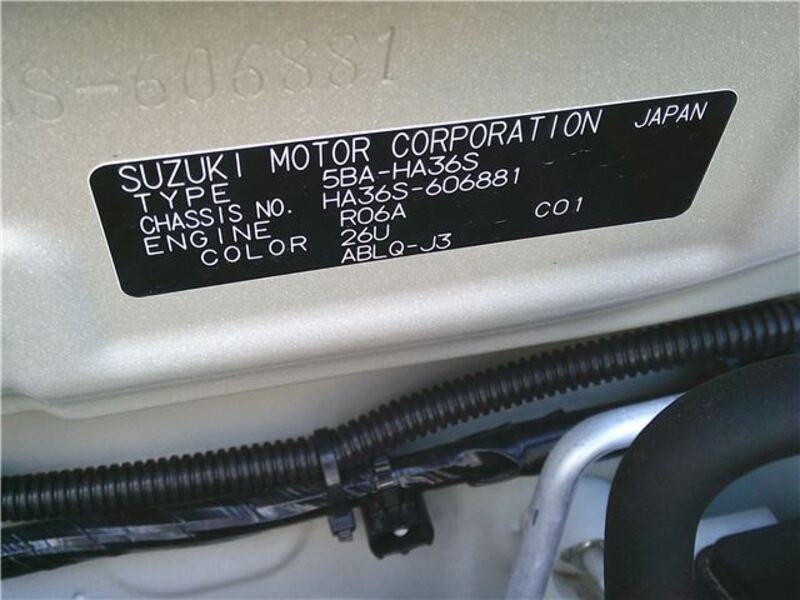 S-606881
SUZUKI MOTOR CORPORATION JAPAN
TYPE 5BA-HA36S
CHASSIS NO. HA36S-606881
ENGINE R06A C01
COLOR 26U
ABLQ-J3